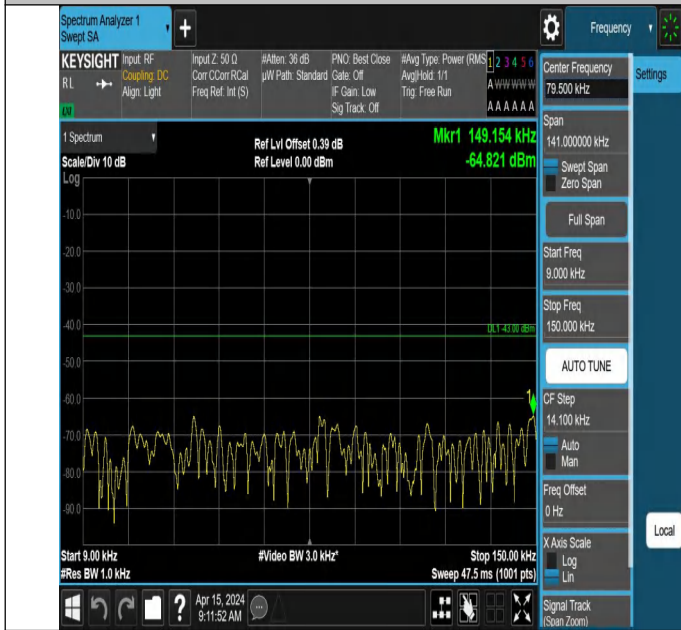 Spectrum Analyzer 1
Swept SA
+
Frequency
KEYSIGHT
RL
Input: RF
Coupling: DC
Align: Light
Input Z: 50 Ω
Corr CCorr RCal
Freq Ref: Int (S)
#Atten: 36 dB
µW Path: Standard
PNO: Best Close
Gate: Off
IF Gain: Low
Sig Track: Off
#Avg Type: Power (RMS
Avg|Hold: 1/1
Trig: Free Run
1 2 3 4 5 6
A W W W W W
A A A A A A
1 Spectrum
Scale/Div 10 dB
Log
Ref Lvl Offset 0.39 dB
Ref Level 0.00 dBm
Mkr1 149.154 kHz
-64.821 dBm
-10.0
-20.0
-30.0
-40.0
DL1 -43.00 dBm
-50.0
-60.0
1
-70.0
-80.0
-90.0
Start 9.00 kHz
#Res BW 1.0 kHz
#Video BW 3.0 kHz*
Stop 150.00 kHz
Sweep 47.5 ms (1001 pts)
?
Apr 15, 2024
9:11:52 AM
Center Frequency
79.500 kHz
Settings
Span
141.000000 kHz
Swept Span
Zero Span
Full Span
Start Freq
9.000 kHz
Stop Freq
150.000 kHz
AUTO TUNE
CF Step
14.100 kHz
Auto
Man
Freq Offset
0 Hz
Local
X Axis Scale
Log
Lin
Signal Track
(Span Zoom)